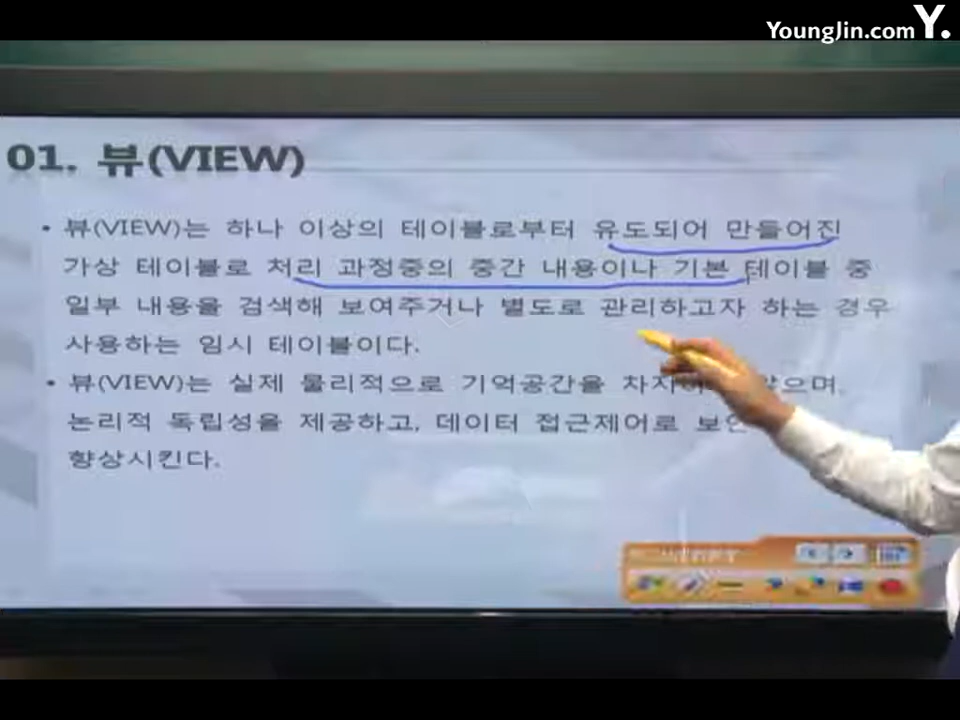 YoungJin.com Y.
01. 뷰(VIEW)
• 뷰(VIEW)는 하나 이상의 테이블로부터 유도되어 만들어진
가상 테이블로 처리 과정중의 중간 내용이나 기본 테이블 중
일부 내용을 검색해 보여주거나 별도로 관리하고자 하는 경우
사용하는 임시 테이블이다.
• 뷰(VIEW)는 실제 물리적으로 기억공간을 않으며,
논리적 독립성을 제공하고, 데이터 접근제어로
향상시킨다.